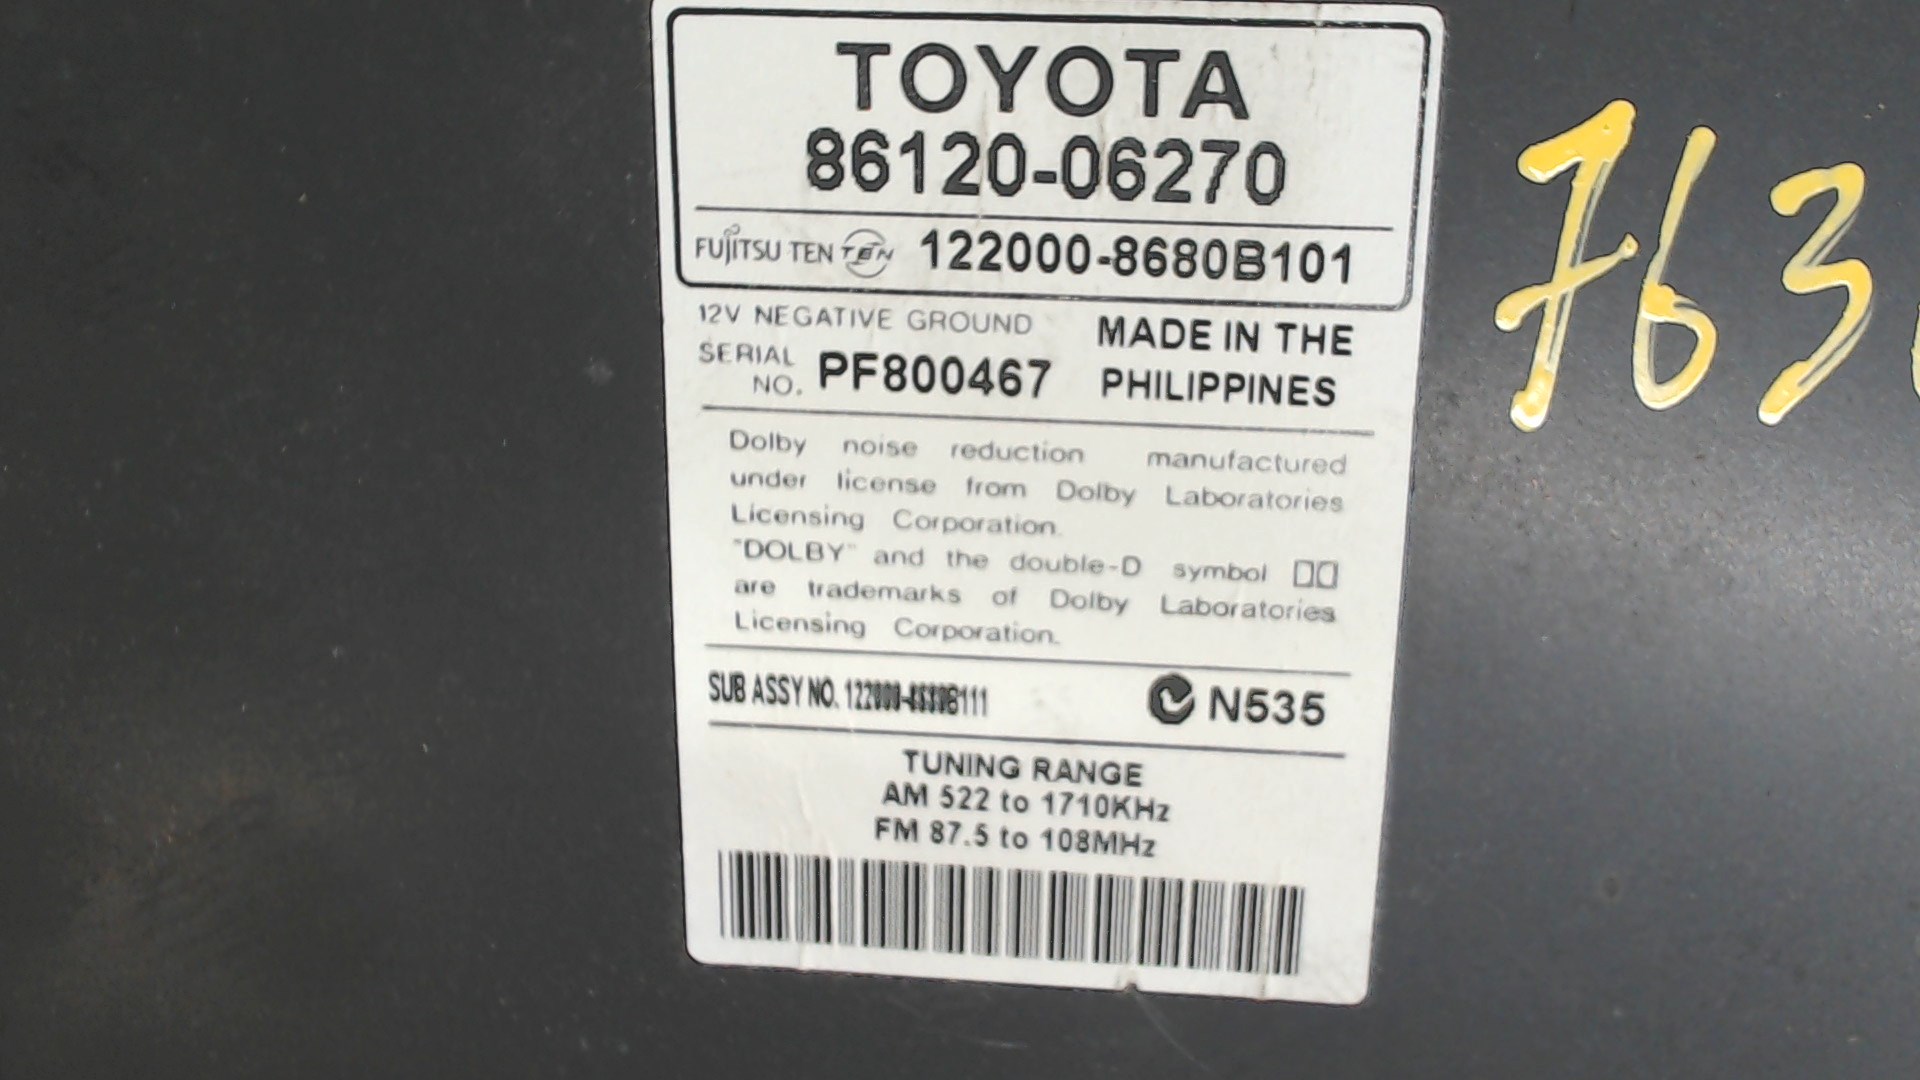 TOYOTA
86120-06270
FUJITSU TEN TEN 122000-8680B101
12V NEGATIVE GROUND
SERIAL NO. PF800467
MADE IN THE
PHILIPPINES
Dolby noise reduction manufactured
under license from Dolby Laboratories
Licensing Corporation.
"DOLBY" and the double-D symbol
are trademarks of Dolby Laboratories
Licensing Corporation.
SUB ASSY NO.
N535
TUNING RANGE
AM 522 to 1710KHz
FM 87.5 to 108MHz
763